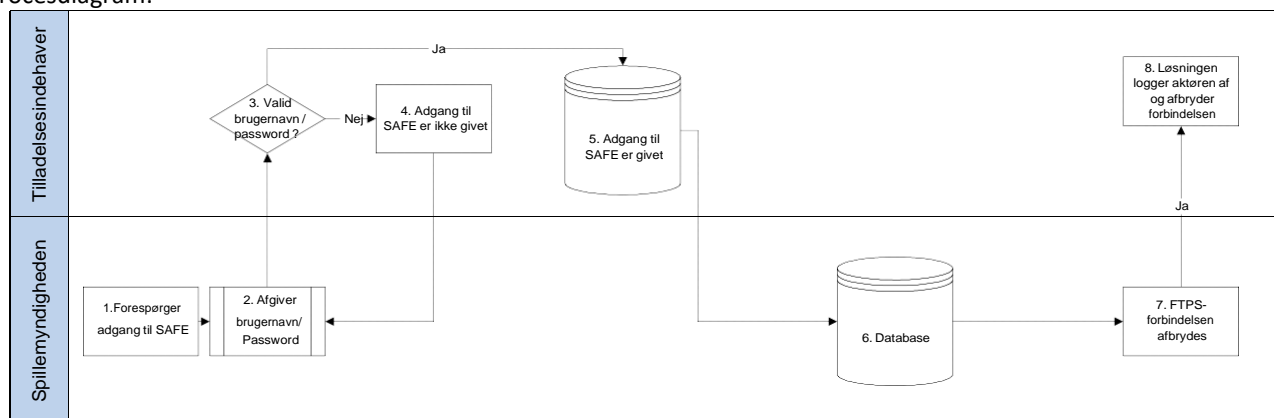 rocesdiagram:
Tilladelsesindehaver
Ja
3. Valid
brugernavn /
password ?
Nej
4. Adgang til
SAFE er ikke givet
5. Adgang til
SAFE er givet
8. Løsningen
logger aktøren af
og afbryder
forbindelsen
Ja
Spillemyndigheden
1.Forespørger
adgang til SAFE
2. Afgiver
brugernavn/
Password
6. Database
7. FTPS-
forbindelsen
afbrydes